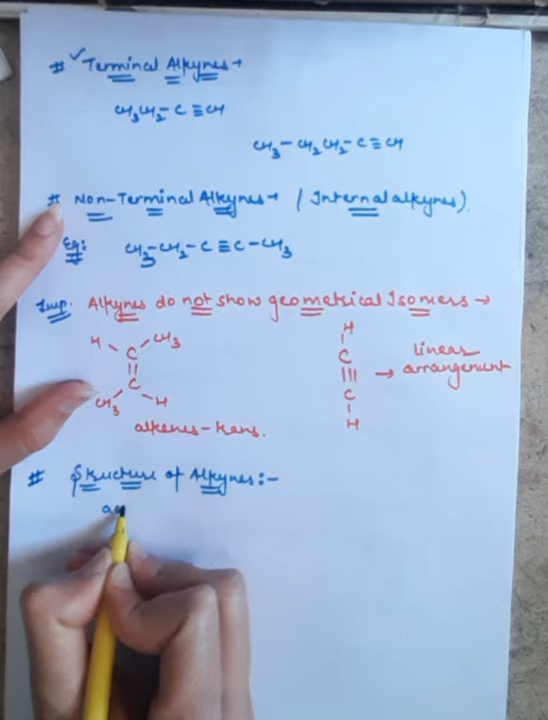 # ✓ Terminal Alkynes →
CH₃CH₂-C≡CH
CH₃-CH₂CH₂-C≡CH
# Non-Terminal Alkynes → (Internal alkynes).
Eg: CH₃-CH₂-C≡C-CH₃
Imp. Alkynes do not show geometrical Isomers →
H CH₃
C
||
C
CH₃ H
alkenes-trans.
H
C
|||
C
H
→ linear
arrangement
# Structure of Alkynes:-